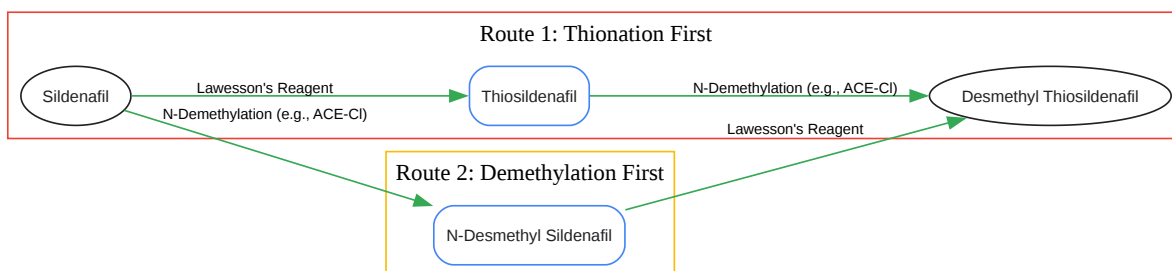 Route 1: Thionation First
Sildenafil
Lawesson's Reagent
N-Demethylation (e.g., ACE-Cl)
Thiosildenafil
N-Demethylation (e.g., ACE-Cl)
Lawesson's Reagent
Desmethyl Thiosildenafil
Route 2: Demethylation First
N-Desmethyl Sildenafil